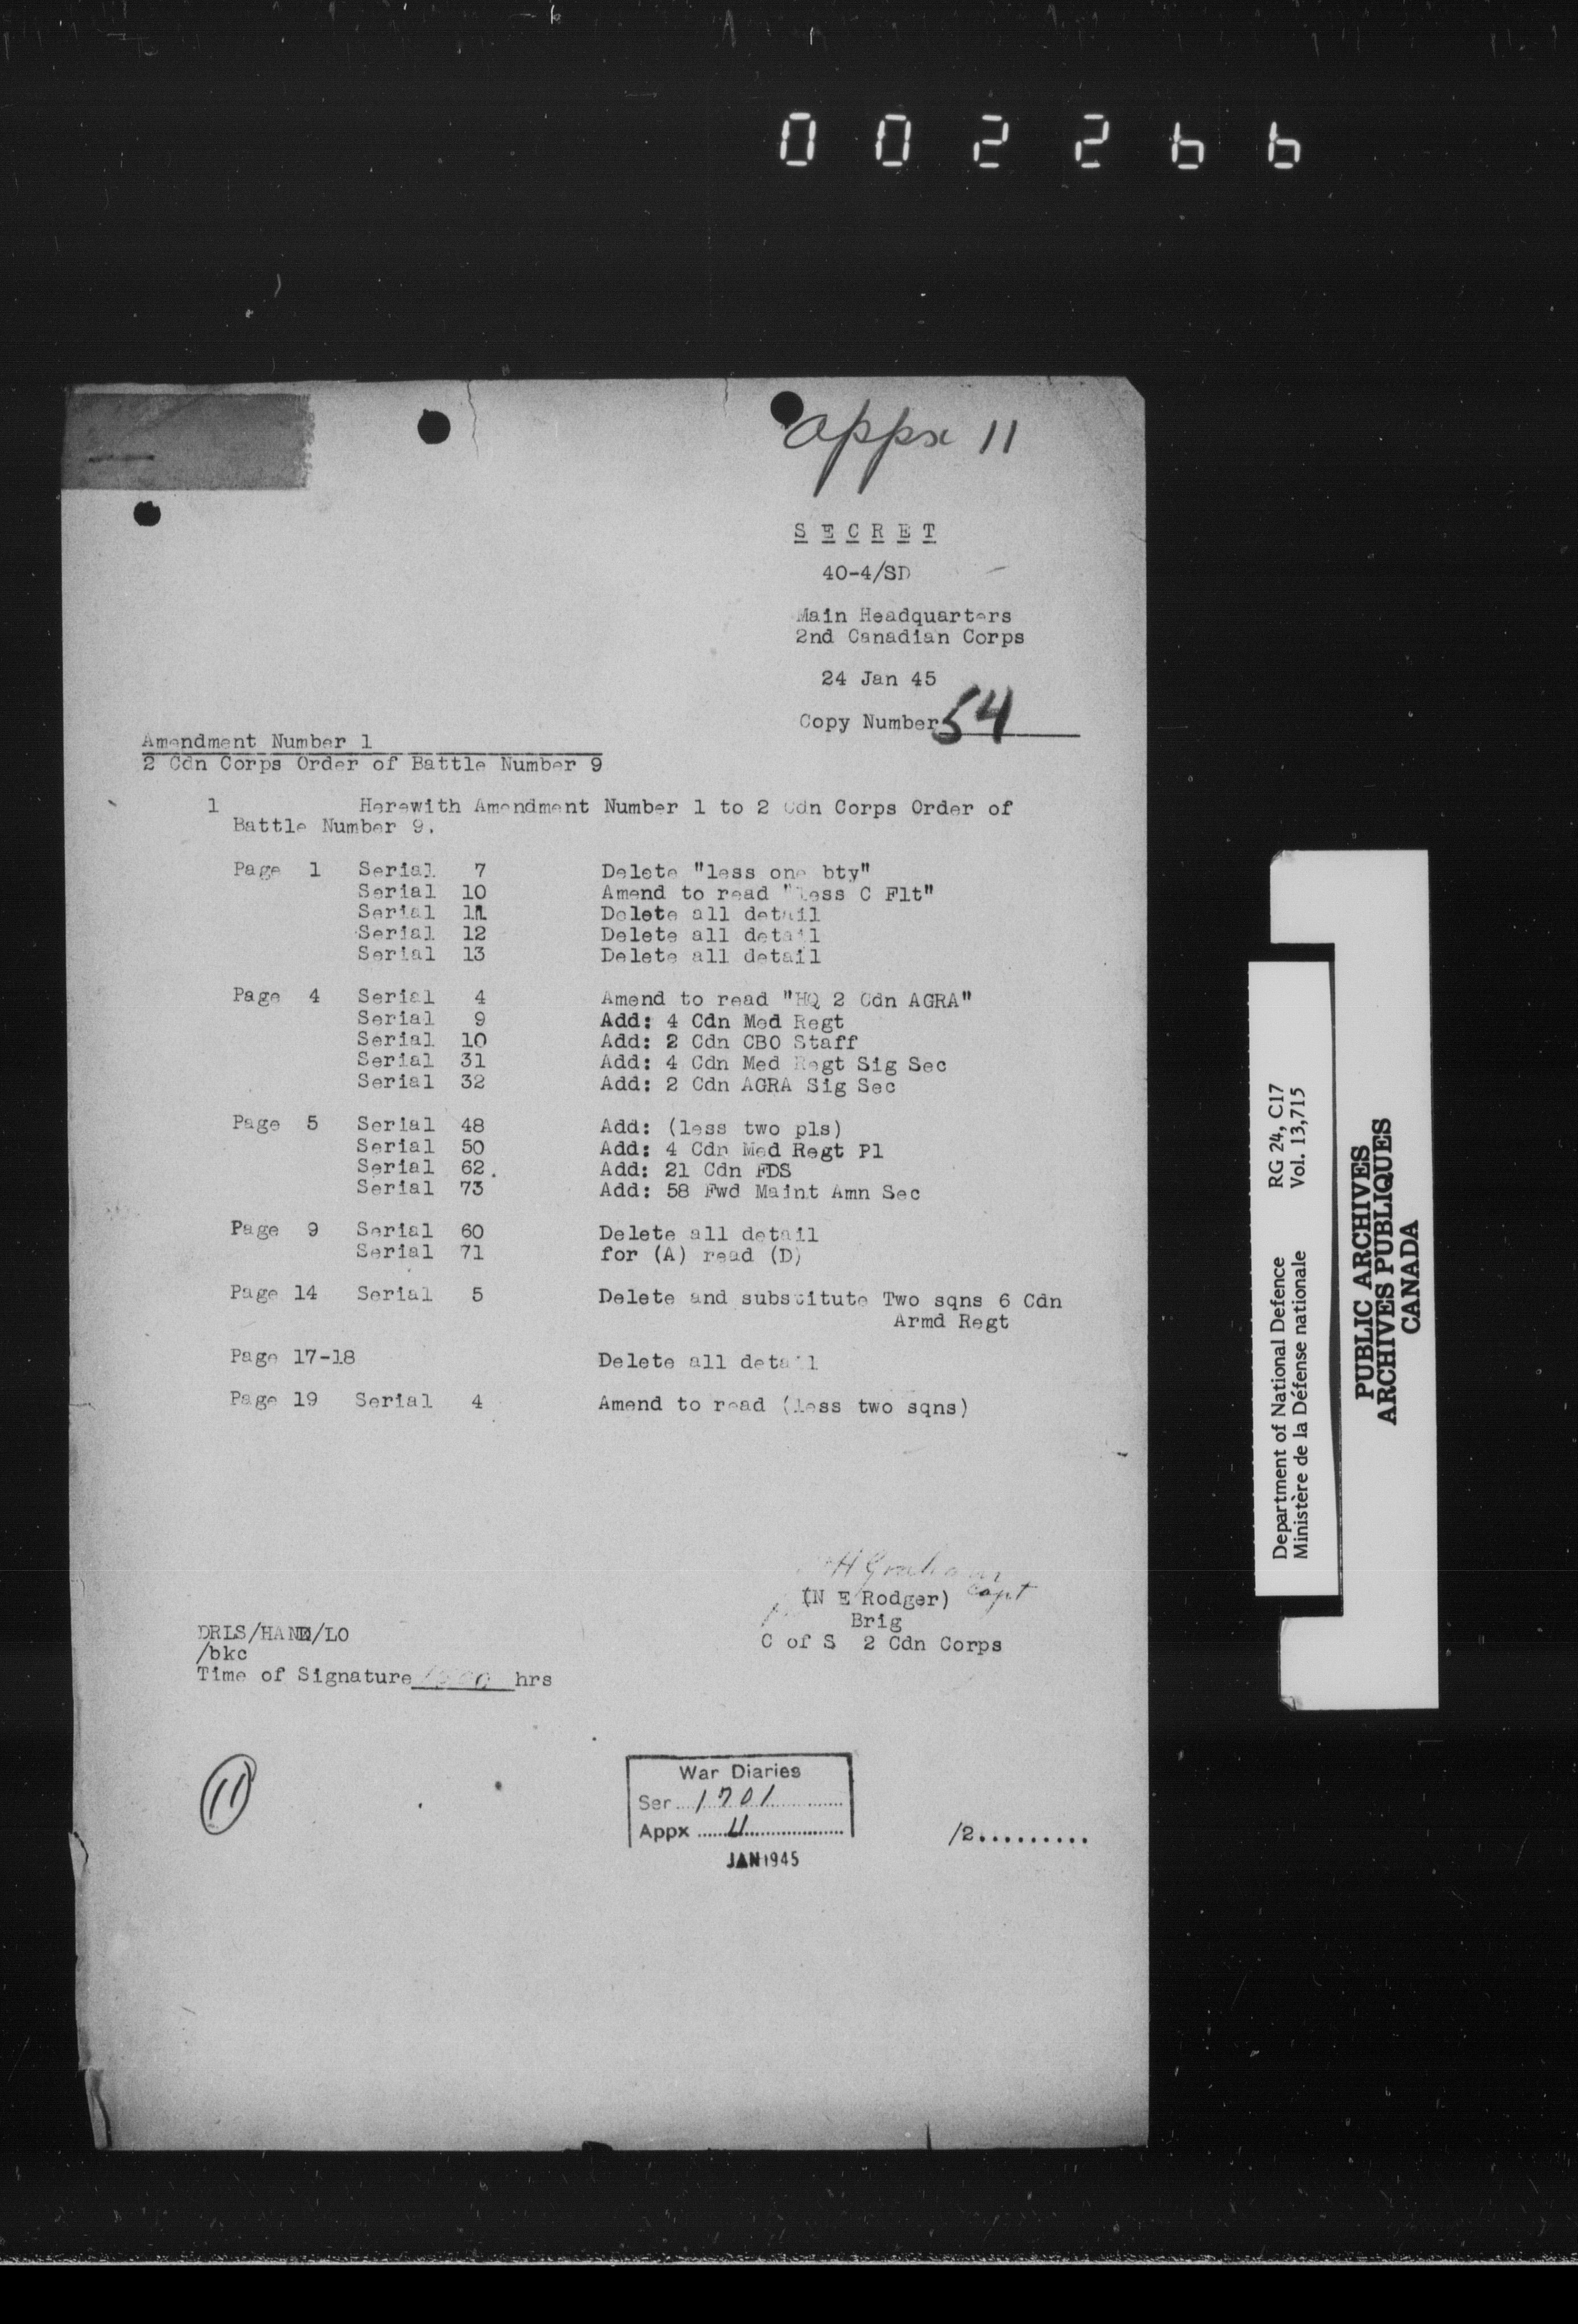 002266
Appx 11
SECRET
40-4/SD
Main Headquarters
2nd Canadian Corps
24 Jan 45
Copy Number 54
Amendment Number 1
2 Cdn Corps Order of Battle Number 9
1 Herewith Amendment Number 1 to 2 Cdn Corps Order of
Battle Number 9.
Page 1 Serial 7 Delete "less one bty"
Serial 10 Amend to read "less C Flt"
Serial 11 Delete all detail
Serial 12 Delete all detail
Serial 13 Delete all detail
Page 4 Serial 4 Amend to read "HQ 2 Cdn AGRA"
Serial 9 Add: 4 Cdn Med Regt
Serial 10 Add: 2 Cdn CBO Staff
Serial 31 Add: 4 Cdn Med Regt Sig Sec
Serial 32 Add: 2 Cdn AGRA Sig Sec
Page 5 Serial 48 Add: (less two pls)
Serial 50 Add: 4 Cdn Med Regt Pl
Serial 62. Add: 21 Cdn FDS
Serial 73 Add: 58 Fwd Maint Amn Sec
Page 9 Serial 60 Delete all detail
Serial 71 for (A) read (D)
Page 14 Serial 5 Delete and substitute Two sqns 6 Cdn
Armd Regt
Page 17-18 Delete all detail
Page 19 Serial 4 Amend to read (less two sqns)
H Graham
(N E Rodger) Capt
Brig
C of S 2 Cdn Corps
DRLS/HAND/LO
/bkc
Time of Signature hrs
11
War Diaries
Ser 1701
Appx 11
JAN 1945
/2.........
Department of National Defence RG 24, C17
Ministère de la Défense nationale Vol. 13,715
PUBLIC ARCHIVES
ARCHIVES PUBLIQUES
CANADA